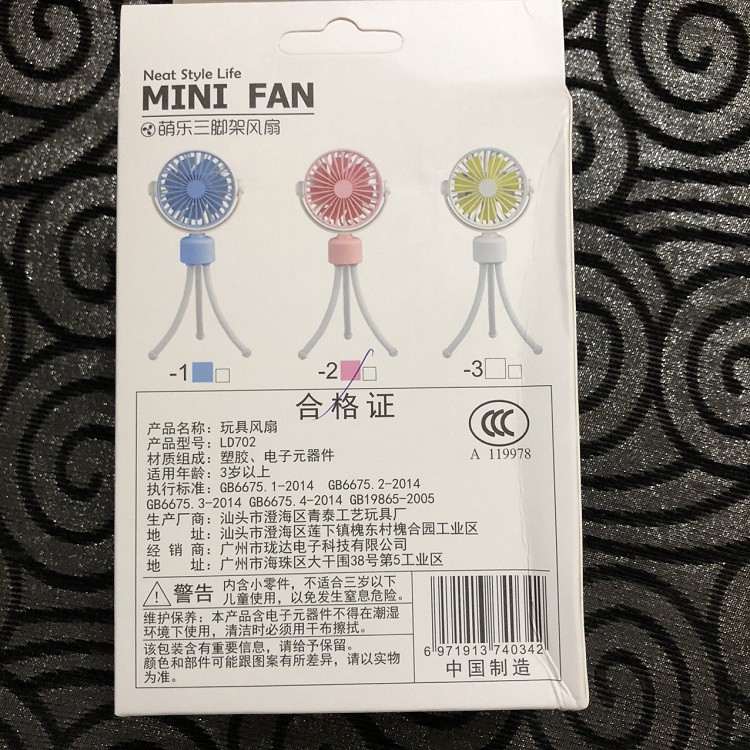 Neat Style Life
MINI FAN
萌乐三脚架风扇
-1 -2 -3
合格证
产品名称：玩具风扇
产品型号：LD702
材质组成：塑胶、电子元器件
适用年龄：3岁以上
执行标准：GB6675.1-2014 GB6675.2-2014
GB6675.3-2014 GB6675.4-2014 GB19865-2005
生产厂商：汕头市澄海区青泰工艺玩具厂
地 址：汕头市澄海区莲下镇槐东村槐合园工业区
经 销 商：广州市珑达电子科技有限公司
地 址：广州市海珠区大干围38号第5工业区
CCC
A 119978
警告 内含小零件，不适合三岁以下
儿童使用，以免发生窒息危险。
维护保养：本产品含电子元器件不得在潮湿
环境下使用，清洁时必须用干布擦拭。
该包装含有重要信息，请给予保留。
颜色和部件可能跟图案有所差异，请以实物
为准。
6 971913 740342
中国制造